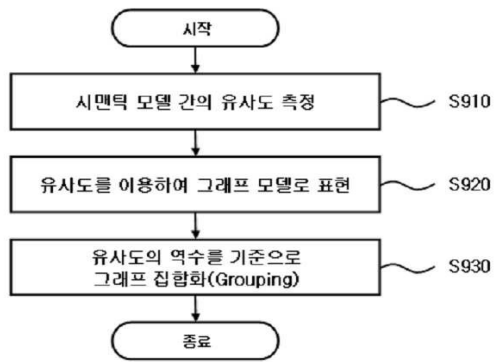 시작
시맨틱 모델 간의 유사도 측정
S910
유사도를 이용하여 그래프 모델로 표현
S920
유사도의 역수를 기준으로
그래프 집합화(Grouping)
S930
종료